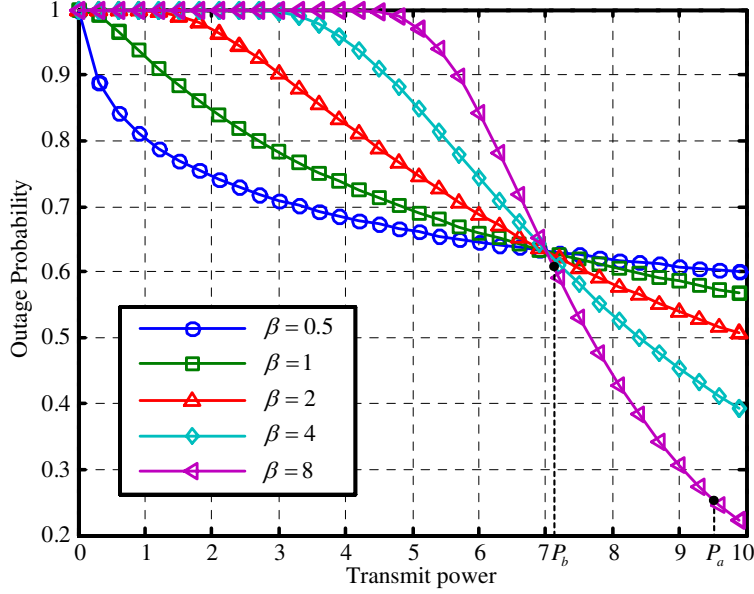 1
0.9
0.8
0.7
0.6
0.5
0.4
0.3
0.2
Outage Probability
β = 0.5
β = 1
β = 2
β = 4
β = 8
0 1 2 3 4 5 6 7 P_b 8 9 P_a 10
Transmit power